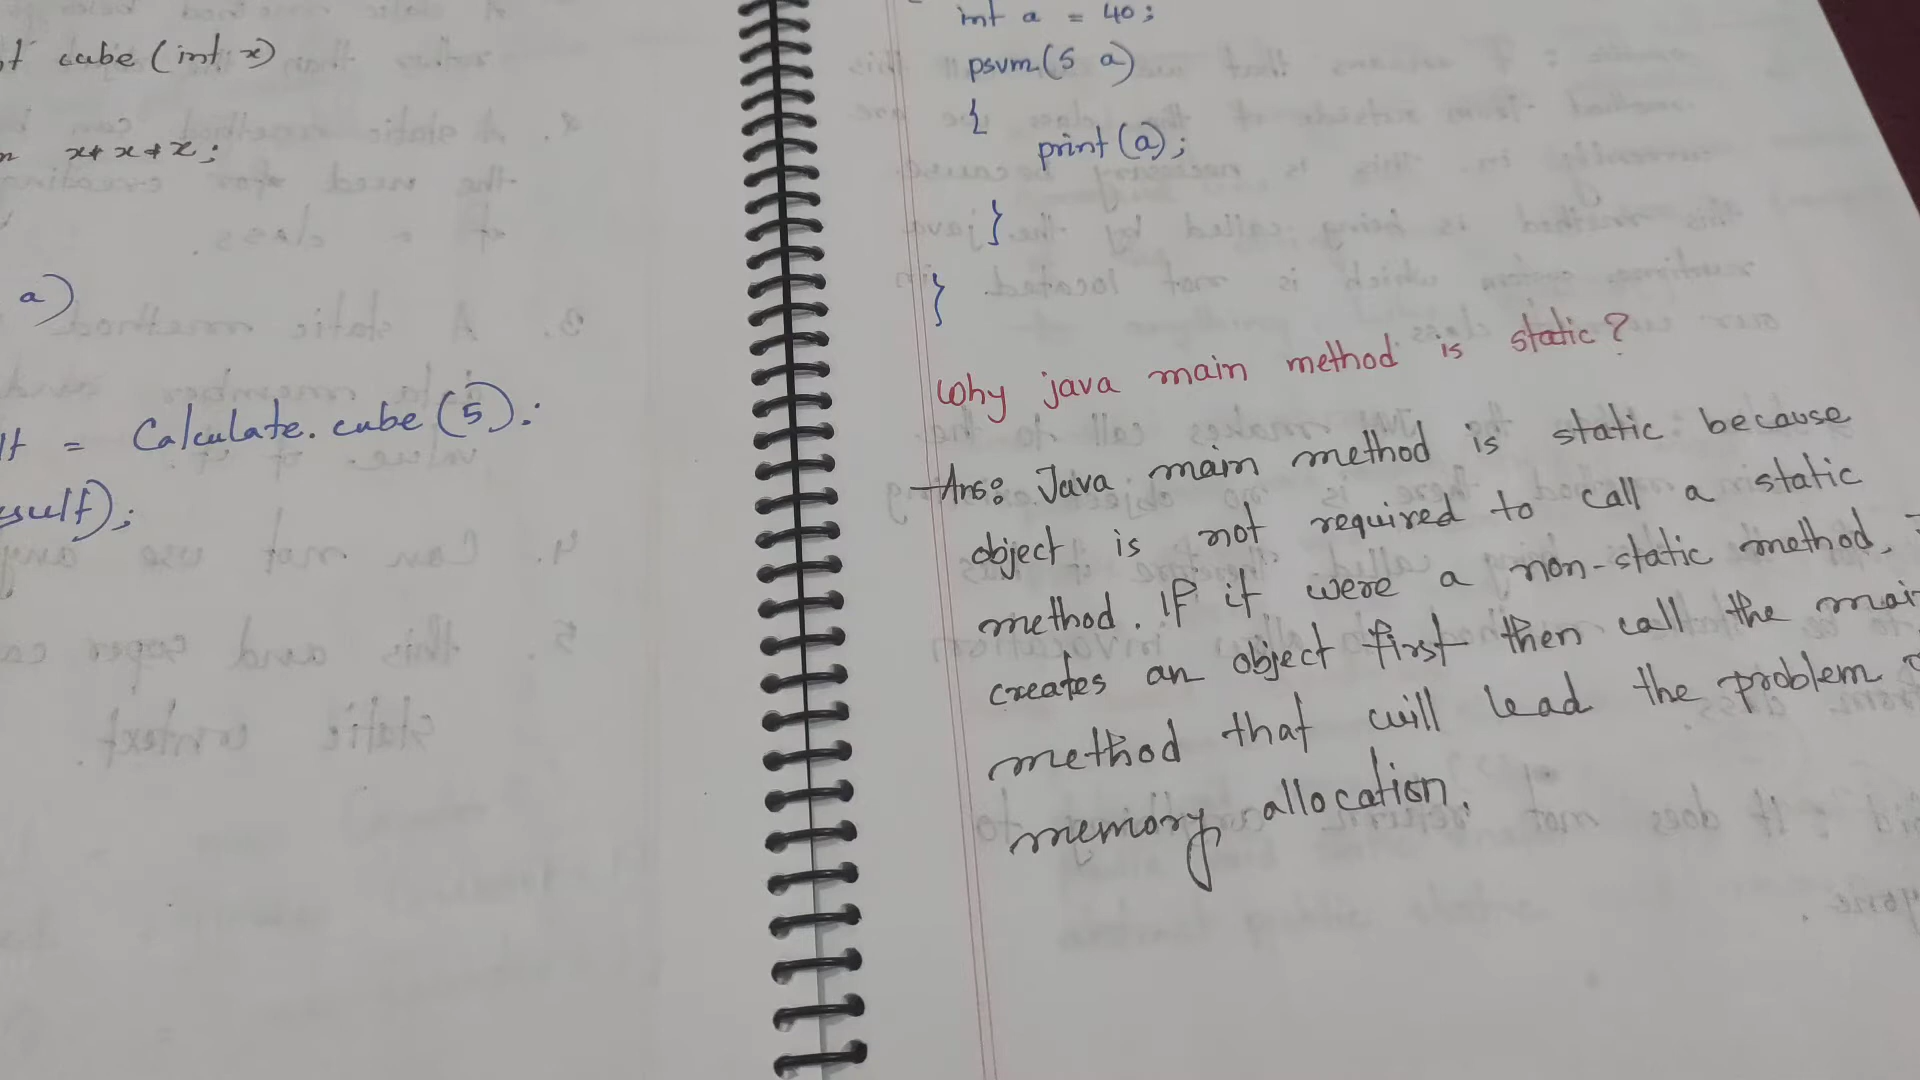 cube (int x)
x*x*x;
a)
= Calculate.cube(5);
int a = 40;
psvm(S a)
{
print(a);
}
}
Why java main method is static?
Ans: Java main method is static because
object is not required to call a static
method. If it were a non-static method,
creates an object first then call the
method that will lead the problem
memory allocation.